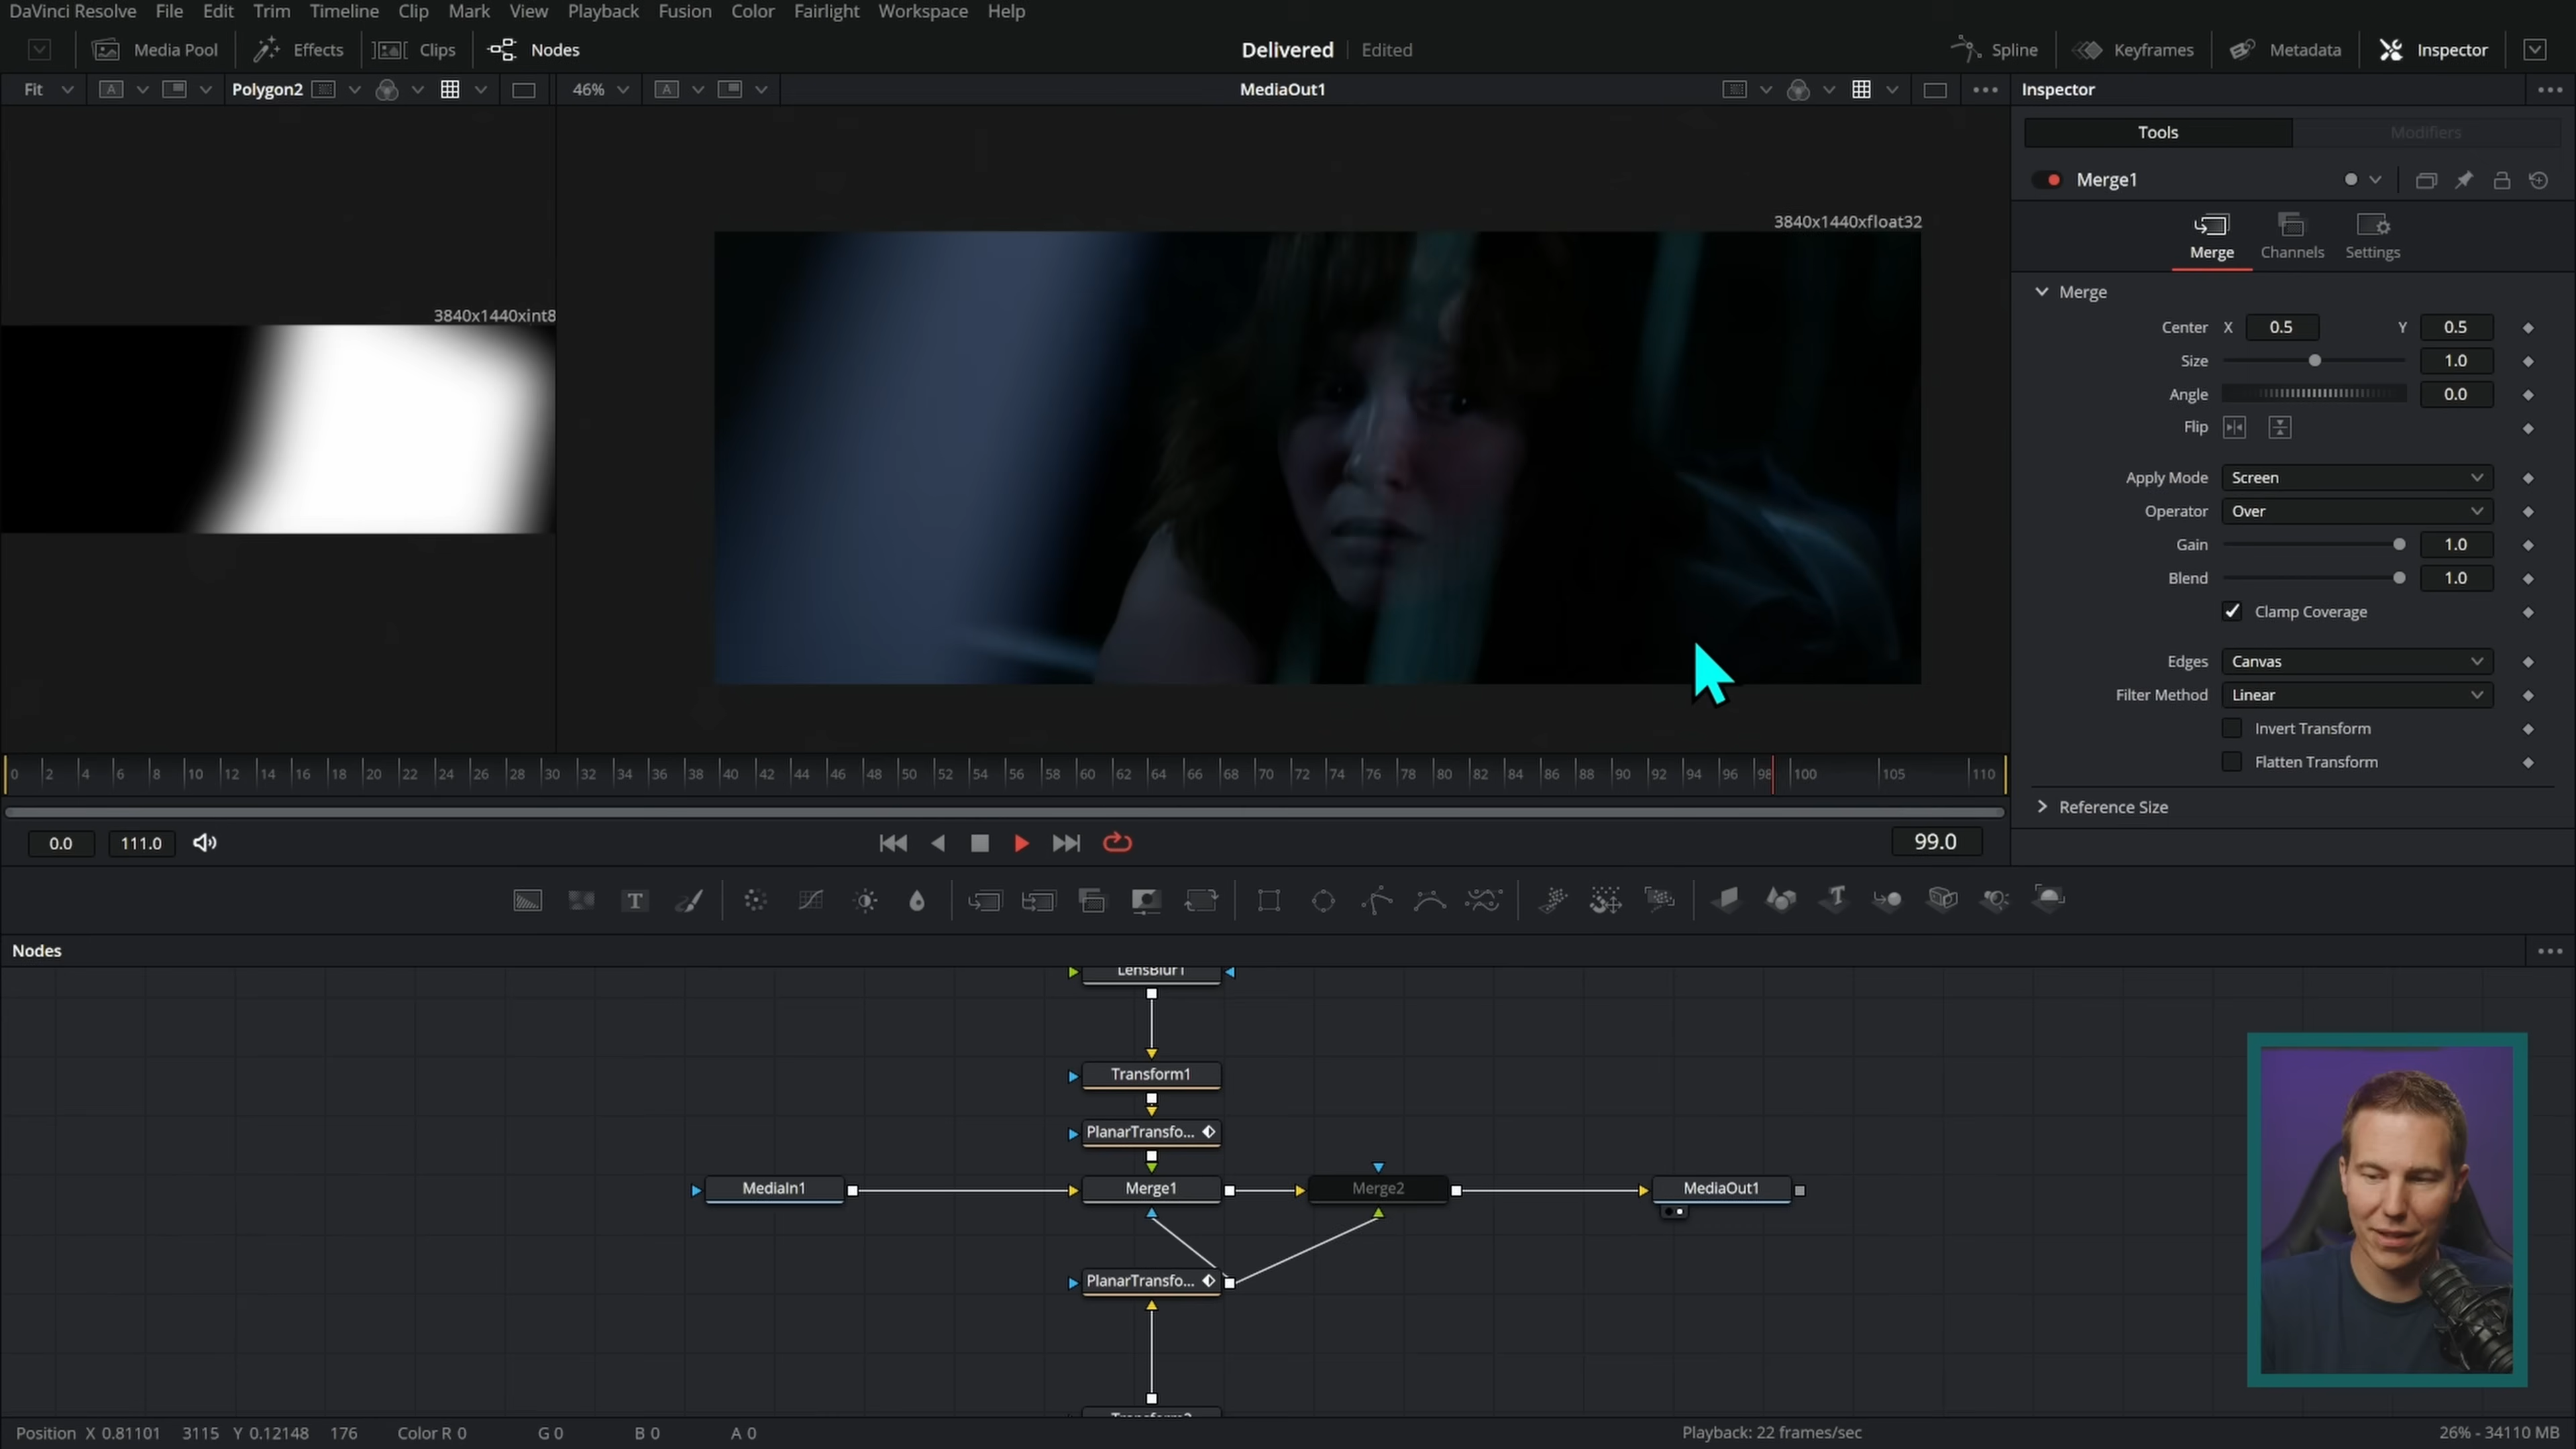 DaVinci Resolve File Edit Trim Timeline Clip Mark View Playback Fusion Color Fairlight Workspace Help
Media Pool Effects Clips Nodes Delivered Edited Spline Keyframes Metadata Inspector
Fit A Polygon2 46% A MediaOut1 Inspector
Tools Modifiers
Merge1
3840x1440xfloat32
Merge Channels Settings
Merge
3840x1440xint8
Center X 0.5 Y 0.5
Size 1.0
Angle 0.0
Flip
Apply Mode Screen
Operator Over
Gain 1.0
Blend 1.0
Clamp Coverage
Edges Canvas
Filter Method Linear
Invert Transform
Flatten Transform
0 2 4 6 8 10 12 14 16 18 20 22 24 26 28 30 32 34 36 38 40 42 44 46 48 50 52 54 56 58 60 62 64 66 68 70 72 74 76 78 80 82 84 86 88 90 92 94 96 98 100 105 110
Reference Size
0.0 111.0 99.0
T T
Nodes
LensBlur1
Transform1
PlanarTransfo...
MediaIn1 Merge1 Merge2 MediaOut1
PlanarTransfo...
Position X 0.81101 3115 Y 0.12148 176 Color R 0 G 0 B 0 A 0 Playback: 22 frames/sec 26% - 34110 MB